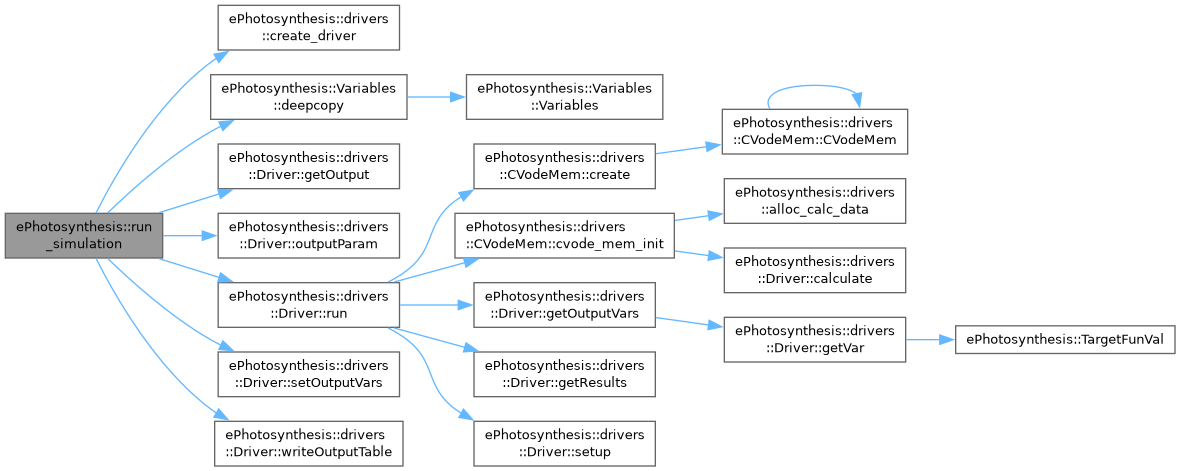 ePhotosynthesis::run
_simulation
ePhotosynthesis::drivers
::create_driver
ePhotosynthesis::Variables
::deepcopy
ePhotosynthesis::drivers
::Driver::getOutput
ePhotosynthesis::drivers
::Driver::outputParam
ePhotosynthesis::drivers
::Driver::run
ePhotosynthesis::drivers
::Driver::setOutputVars
ePhotosynthesis::drivers
::Driver::writeOutputTable
ePhotosynthesis::Variables
::Variables
ePhotosynthesis::drivers
::CVodeMem::create
ePhotosynthesis::drivers
::CVodeMem::cvode_mem_init
ePhotosynthesis::drivers
::Driver::getOutputVars
ePhotosynthesis::drivers
::Driver::getResults
ePhotosynthesis::drivers
::Driver::setup
ePhotosynthesis::drivers
::CVodeMem::CVodeMem
ePhotosynthesis::drivers
::alloc_calc_data
ePhotosynthesis::drivers
::Driver::calculate
ePhotosynthesis::drivers
::Driver::getVar
ePhotosynthesis::TargetFunVal